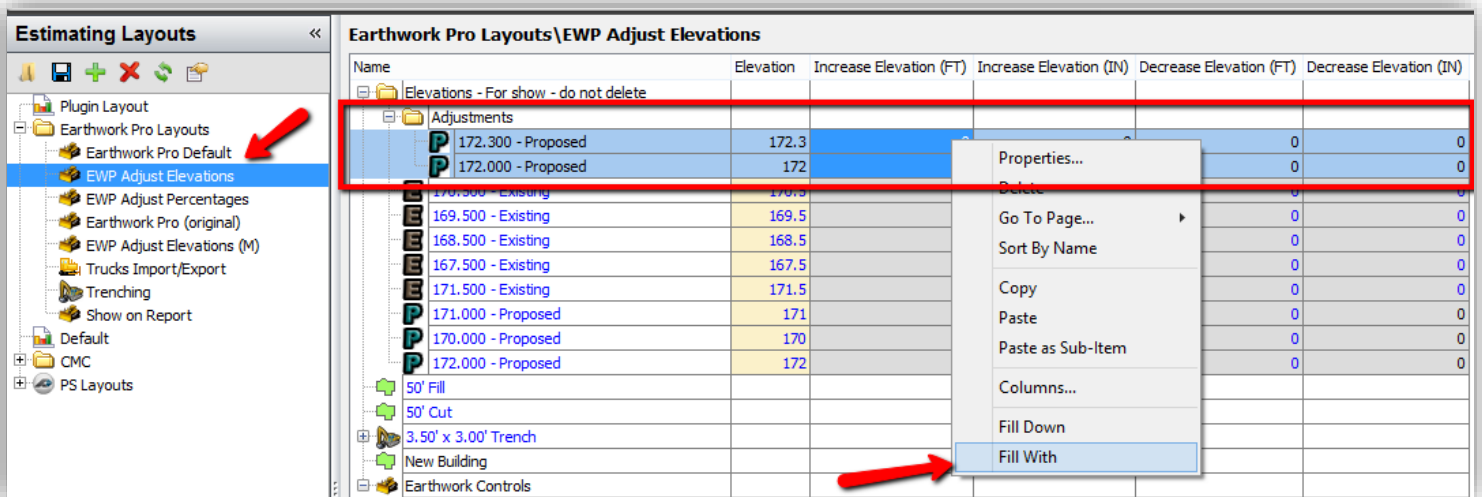 Estimating Layouts «
Plugin Layout
Earthwork Pro Layouts
Earthwork Pro Default
EWP Adjust Elevations
EWP Adjust Percentages
Earthwork Pro (original)
EWP Adjust Elevations (M)
Trucks Import/Export
Trenching
Show on Report
Default
CMC
PS Layouts
Earthwork Pro Layouts\EWP Adjust Elevations
Name Elevation Increase Elevation (FT) Increase Elevation (IN) Decrease Elevation (FT) Decrease Elevation (IN)
Elevations - For show - do not delete
Adjustments
P 172.300 - Proposed 172.3 0 0
P 172.000 - Proposed 172 0 0
E 170.500 - Existing 170.5 0 0
E 169.500 - Existing 169.5 0 0
E 168.500 - Existing 168.5 0 0
E 167.500 - Existing 167.5 0 0
E 171.500 - Existing 171.5 0 0
P 171.000 - Proposed 171 0 0
P 170.000 - Proposed 170 0 0
P 172.000 - Proposed 172 0 0
50' Fill
50' Cut
3.50' x 3.00' Trench
New Building
Earthwork Controls
Properties...
Delete
Go To Page...
Sort By Name
Copy
Paste
Paste as Sub-Item
Columns...
Fill Down
Fill With